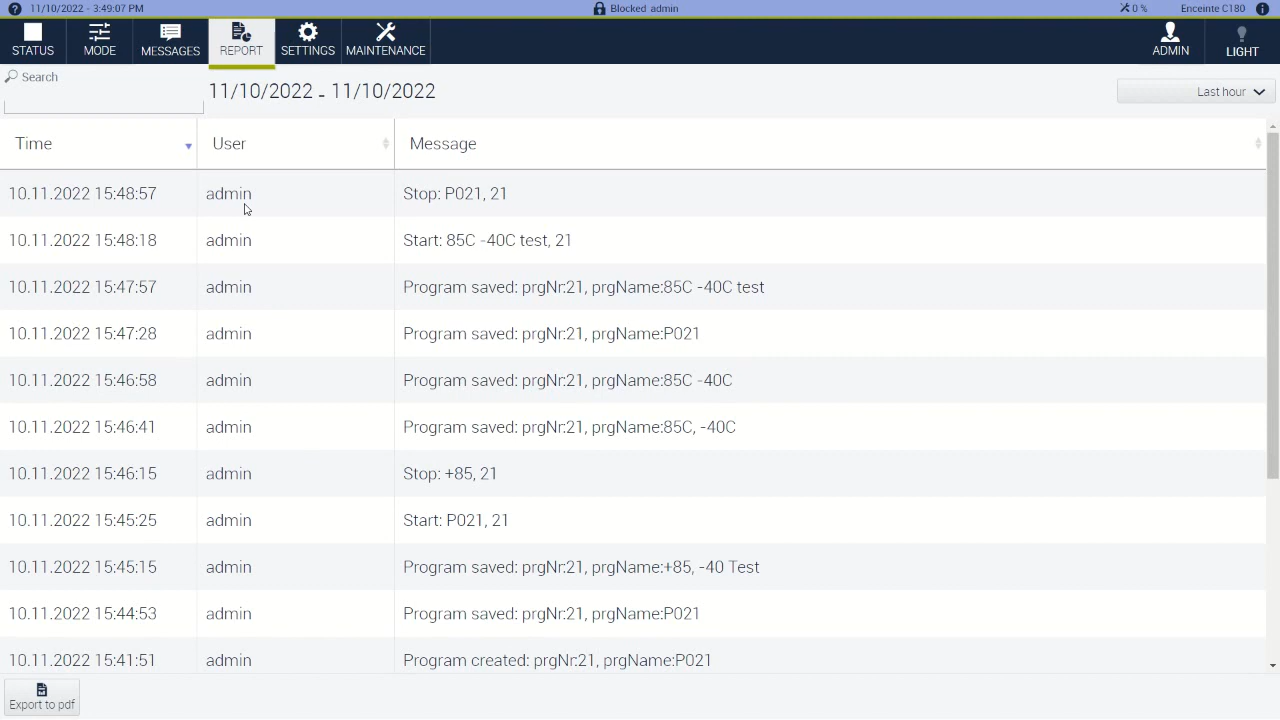 11/10/2022 - 3:49:07 PM Blocked admin 0 % Enceinte C180
STATUS MODE MESSAGES REPORT SETTINGS MAINTENANCE ADMIN LIGHT
Search
11/10/2022 - 11/10/2022 Last hour
Time User Message
10.11.2022 15:48:57 admin Stop: P021, 21
10.11.2022 15:48:18 admin Start: 85C -40C test, 21
10.11.2022 15:47:57 admin Program saved: prgNr:21, prgName:85C -40C test
10.11.2022 15:47:28 admin Program saved: prgNr:21, prgName:P021
10.11.2022 15:46:58 admin Program saved: prgNr:21, prgName:85C -40C
10.11.2022 15:46:41 admin Program saved: prgNr:21, prgName:85C, -40C
10.11.2022 15:46:15 admin Stop: +85, 21
10.11.2022 15:45:25 admin Start: P021, 21
10.11.2022 15:45:15 admin Program saved: prgNr:21, prgName:+85, -40 Test
10.11.2022 15:44:53 admin Program saved: prgNr:21, prgName:P021
10.11.2022 15:41:51 admin Program created: prgNr:21, prgName:P021
Export to pdf